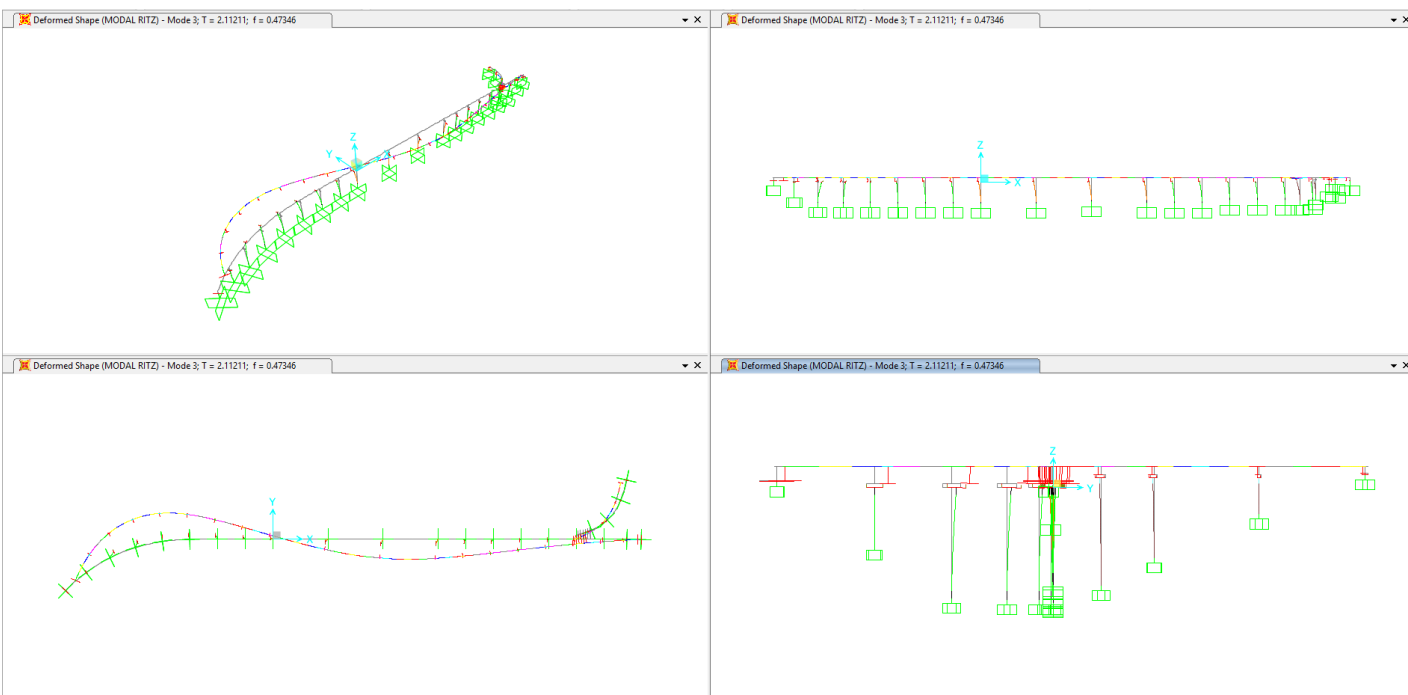 Deformed Shape (MODAL RITZ) - Mode 3; T = 2.11211; f = 0.47346
Deformed Shape (MODAL RITZ) - Mode 3; T = 2.11211; f = 0.47346
Z
Y
Z
X
Deformed Shape (MODAL RITZ) - Mode 3; T = 2.11211; f = 0.47346
Deformed Shape (MODAL RITZ) - Mode 3; T = 2.11211; f = 0.47346
Y
X
Z
Y